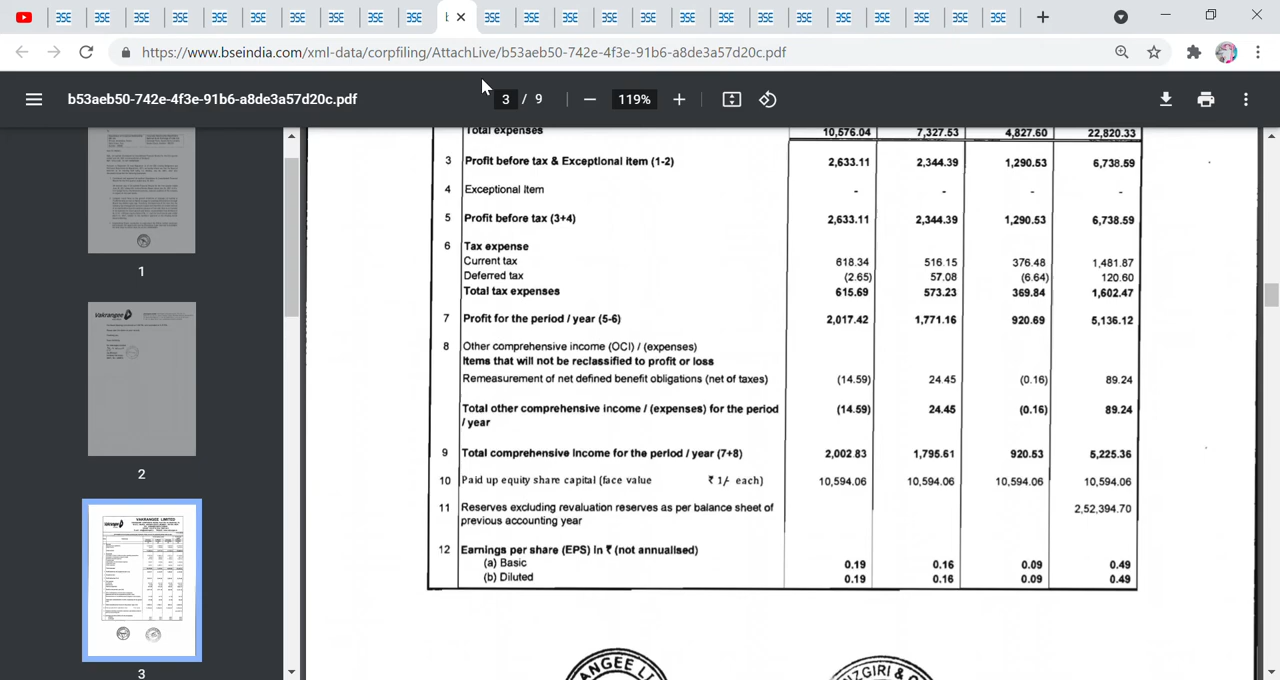 https://www.bseindia.com/xml-data/corpfiling/AttachLive/b53aeb50-742e-4f3e-91b6-a8de3a57d20c.pdf
b53aeb50-742e-4f3e-91b6-a8de3a57d20c.pdf 3 / 9 — 119% +
Total expenses 10,576.04 7,327.53 4,827.60 22,820.33
3 Profit before tax & Exceptional item (1-2) 2,633.11 2,344.39 1,290.53 6,738.59
4 Exceptional Item - - - -
5 Profit before tax (3+4) 2,633.11 2,344.39 1,290.53 6,738.59
6 Tax expense
Current tax 618.34 516.15 376.48 1,481.87
Deferred tax (2.65) 57.08 (6.64) 120.60
Total tax expenses 615.69 573.23 369.84 1,602.47
7 Profit for the period / year (5-6) 2,017.42 1,771.16 920.69 5,136.12
8 Other comprehensive income (OCI) / (expenses)
Items that will not be reclassified to profit or loss
Remeasurement of net defined benefit obligations (net of taxes) (14.59) 24.45 (0.16) 89.24
Total other comprehensive income / (expenses) for the period (14.59) 24.45 (0.16) 89.24
/ year
9 Total comprehensive Income for the period / year (7+8) 2,002 83 1,795.61 920.53 5,225.36
10 Paid up equity share capital (face value ₹ 1/- each) 10,594.06 10,594.06 10,594.06 10,594.06
11 Reserves excluding revaluation reserves as per balance sheet of 2,52,394.70
previous accounting year
12 Earnings per share (EPS) in ₹ (not annualised)
(a) Basic 0.19 0.16 0.09 0.49
(b) Diluted 0.19 0.16 0.09 0.49
1
Vakrangee
2
Vakrangee VAKRANGEE LIMITED
3